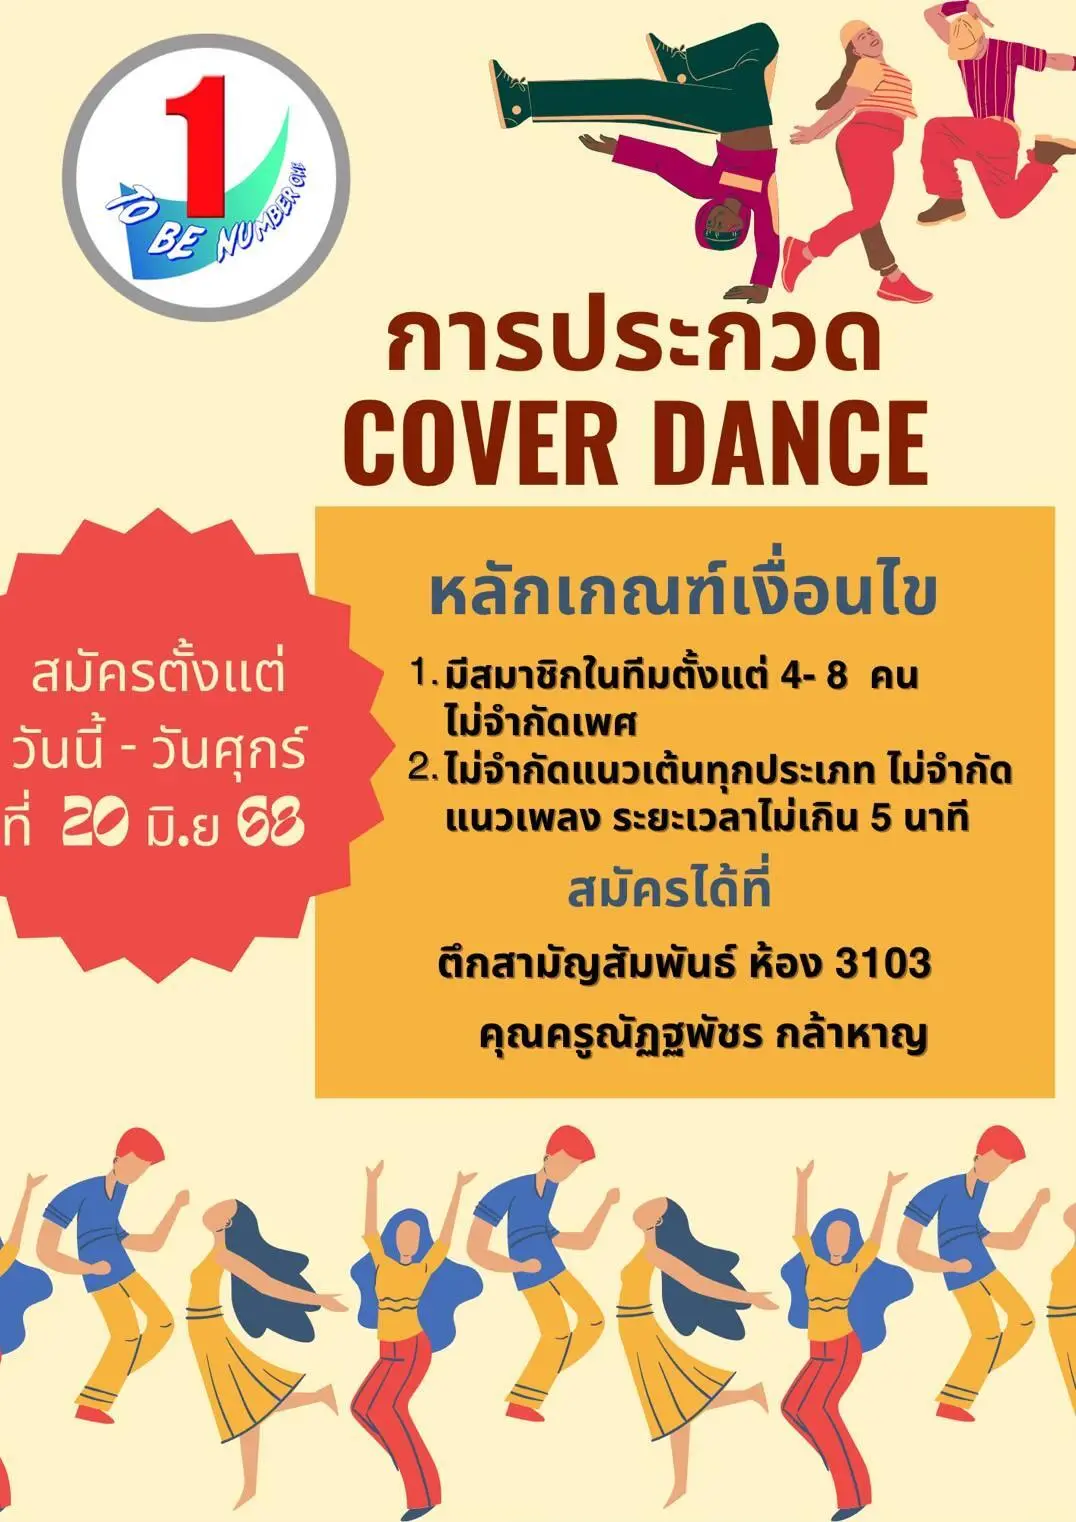 1
TO BE NUMBER ONE
การประกวด
COVER DANCE
สมัครตั้งแต่
วันนี้ - วันศุกร์
ที่ 20 มิ.ย 68
หลักเกณฑ์เงื่อนไข
1. มีสมาชิกในทีมตั้งแต่ 4- 8 คน
ไม่จำกัดเพศ
2. ไม่จำกัดแนวเต้นทุกประเภท ไม่จำกัด
แนวเพลง ระยะเวลาไม่เกิน 5 นาที
สมัครได้ที่
ตึกสามัญสัมพันธ์ ห้อง 3103
คุณครูณัฏฐพัชร กล้าหาญ